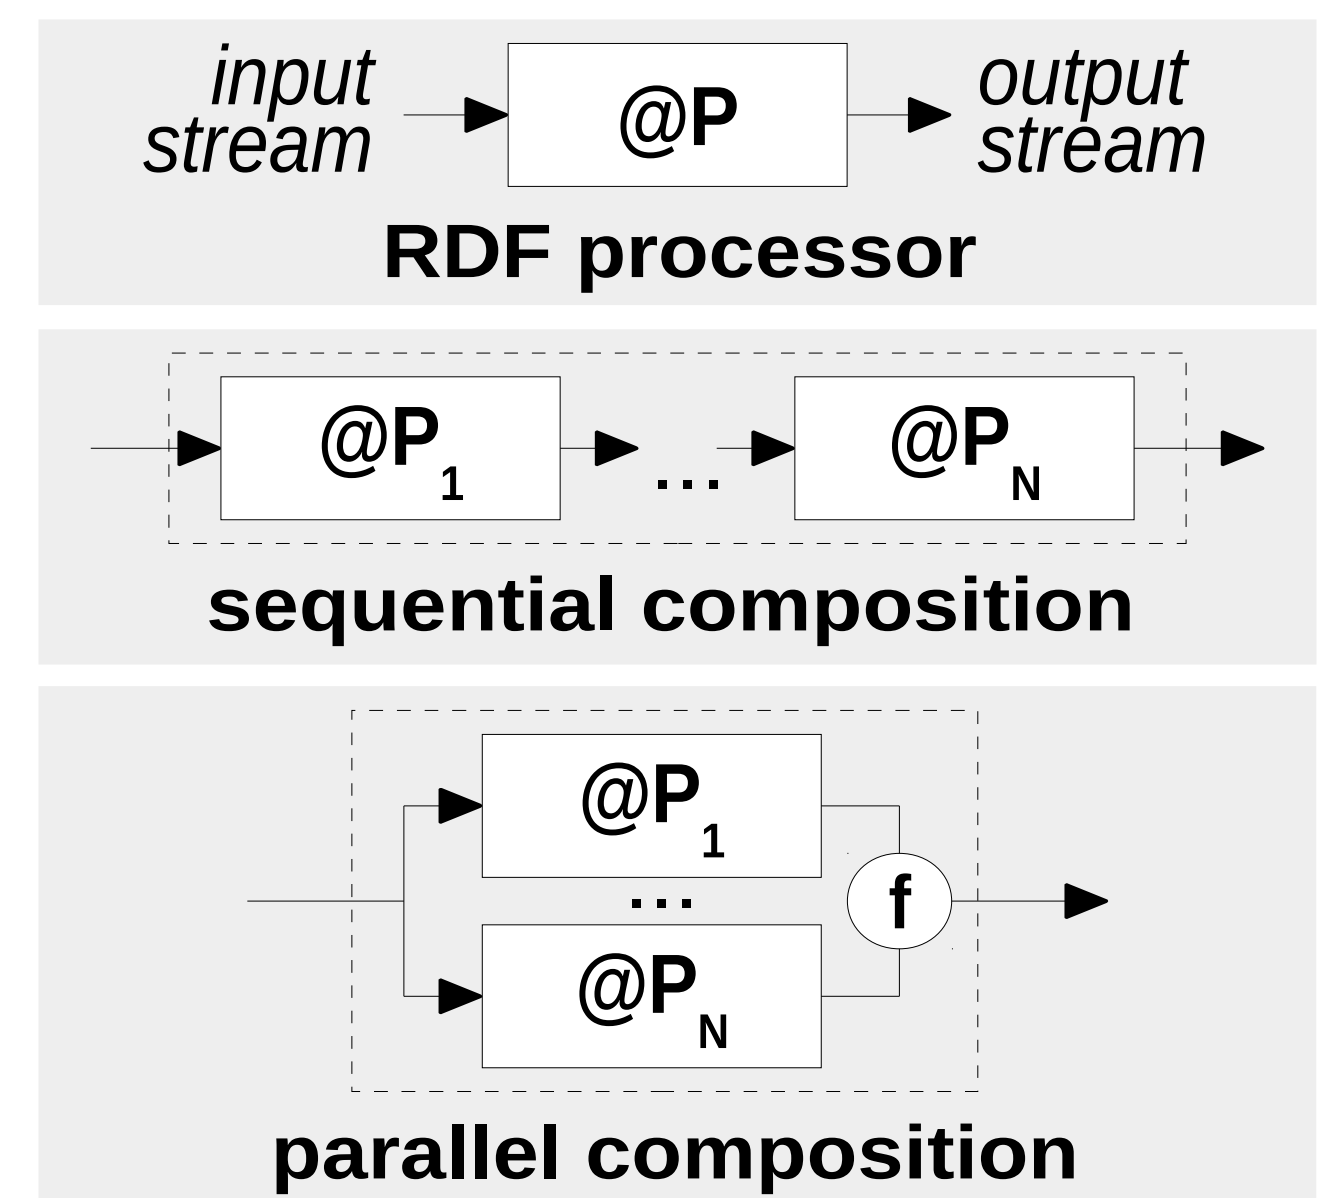 input
stream
@P
output
stream
RDF processor
@P1
...
@PN
sequential composition
@P1
...
@PN
f
parallel composition